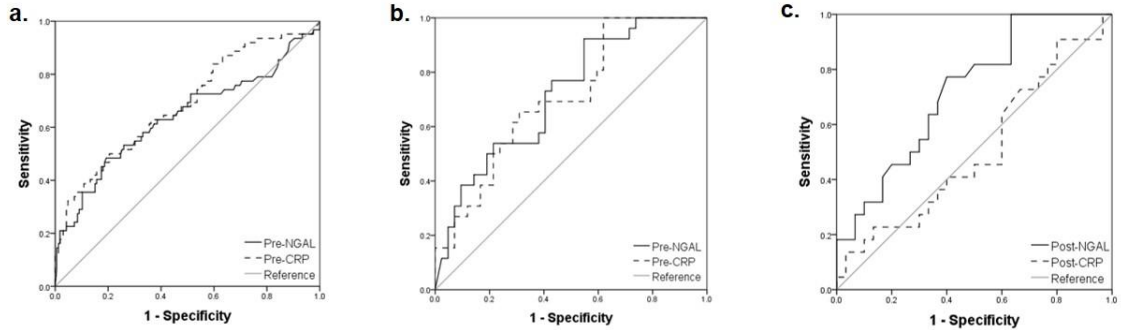 a.
1.0
0.8
0.6
0.4
0.2
0.0
Sensitivity
Pre-NGAL
Pre-CRP
Reference
0.0 0.2 0.4 0.6 0.8 1.0
1 - Specificity
b.
1.0
0.8
0.6
0.4
0.2
0.0
Sensitivity
Pre-NGAL
Pre-CRP
Reference
0.0 0.2 0.4 0.6 0.8 1.0
1 - Specificity
c.
1.0
0.8
0.6
0.4
0.2
0.0
Sensitivity
Post-NGAL
Post-CRP
Reference
0.0 0.2 0.4 0.6 0.8 1.0
1 - Specificity